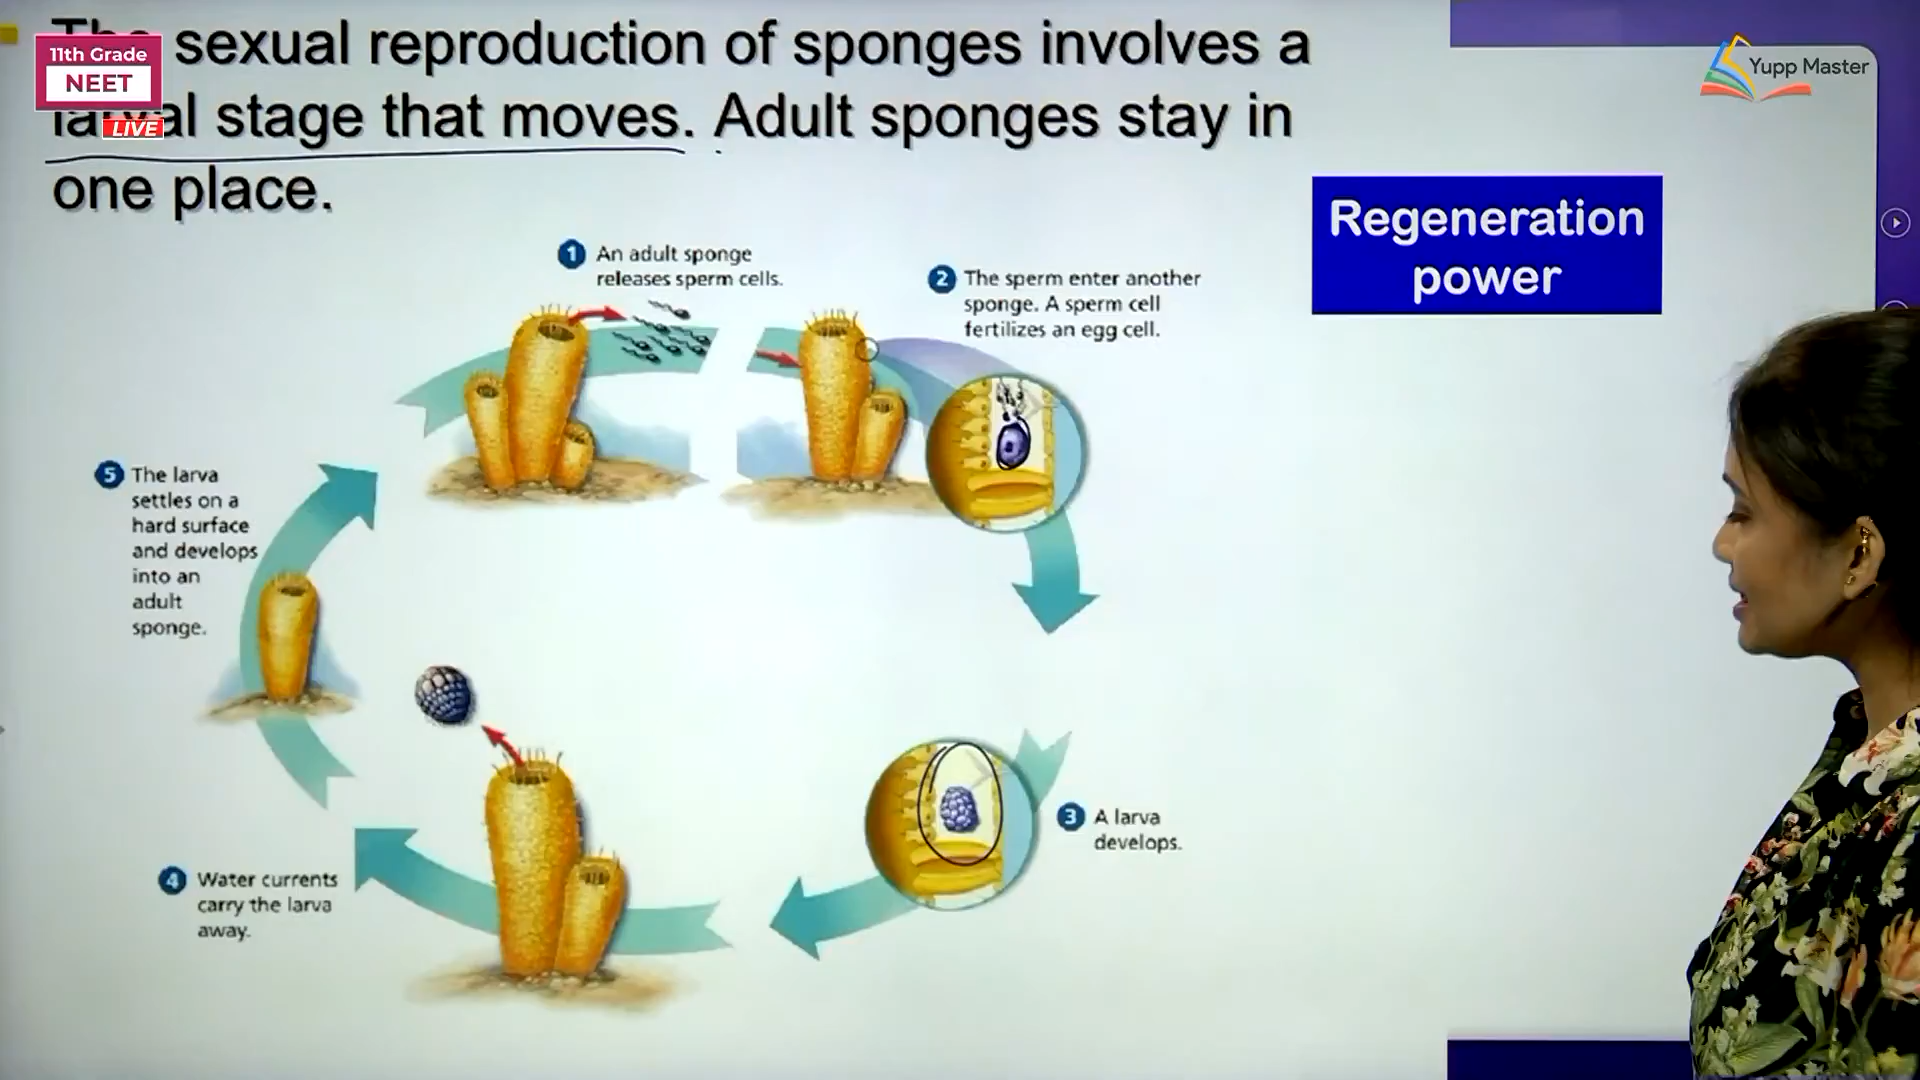 The sexual reproduction of sponges involves a
larval stage that moves. Adult sponges stay in
one place.
11th Grade
NEET
LIVE
Yupp Master
Regeneration
power
1 An adult sponge
releases sperm cells.
2 The sperm enter another
sponge. A sperm cell
fertilizes an egg cell.
3 A larva
develops.
4 Water currents
carry the larva
away.
5 The larva
settles on a
hard surface
and develops
into an
adult
sponge.